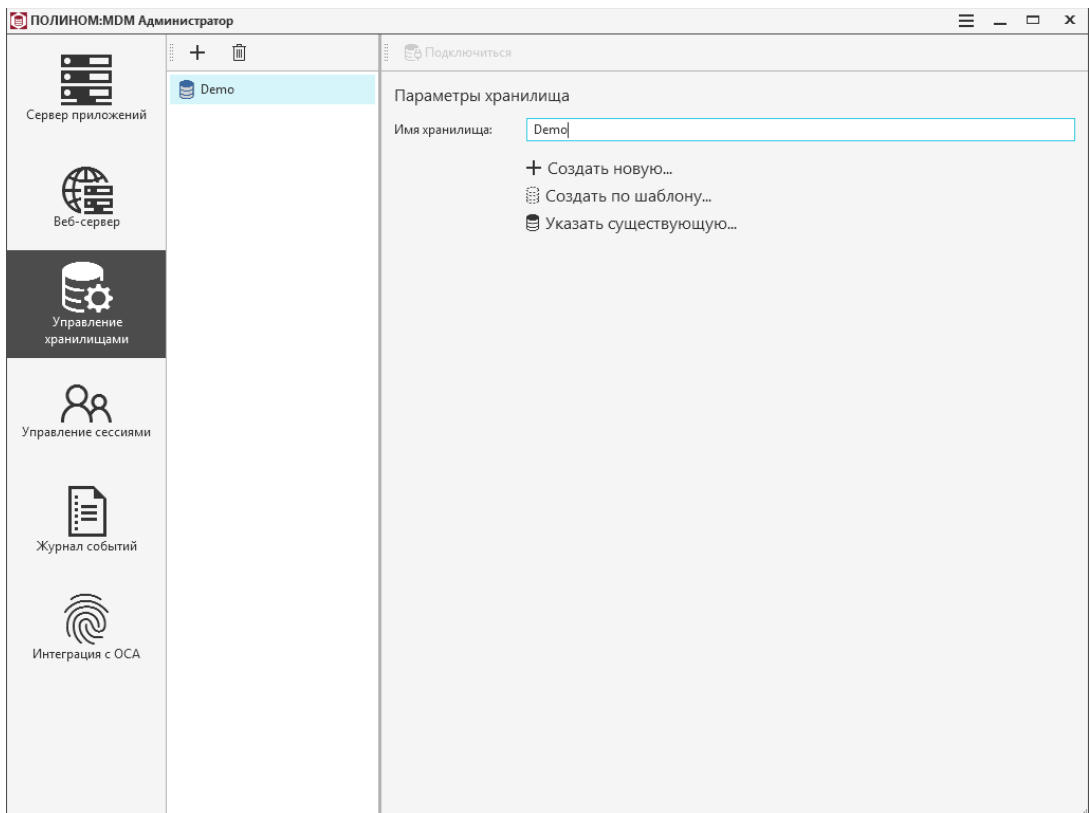 ПОЛИНОМ:MDM Администратор
Подключиться
Сервер приложений
Веб-сервер
Управление
хранилищами
Управление сессиями
Журнал событий
Интеграция с ОСА
Demo
Параметры хранилища
Имя хранилища: Demo
Создать новую...
Создать по шаблону...
Указать существующую...